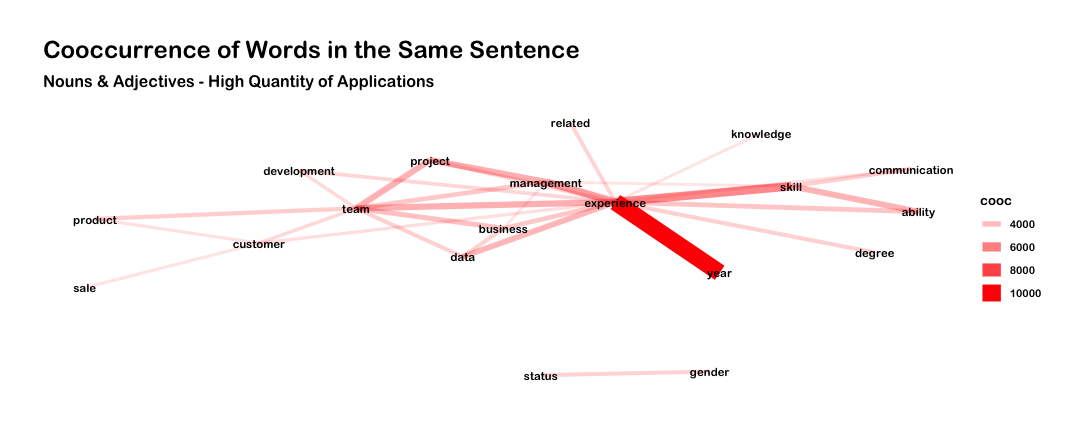 Cooccurrence of Words in the Same Sentence
Nouns & Adjectives - High Quantity of Applications
related
knowledge
project
development
management
communication
skill
team
experience
ability
product
business
customer
data
degree
year
sale
status
gender
cooc
4000
6000
8000
10000